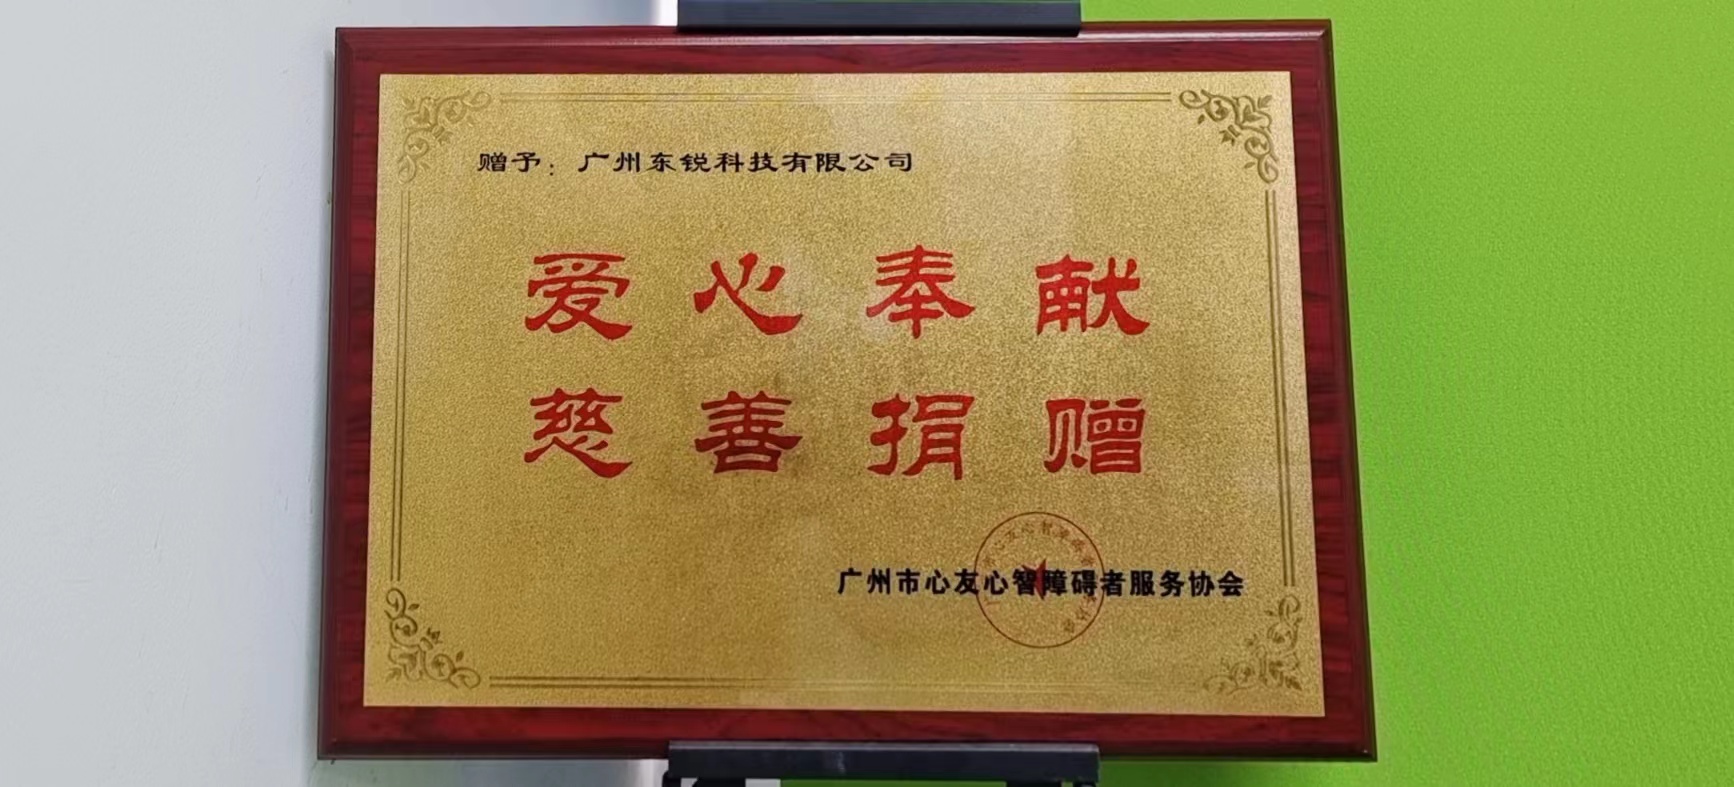 赠予：广州东锐科技有限公司
爱心奉献
慈善捐赠
广州市心友心智障碍者服务协会